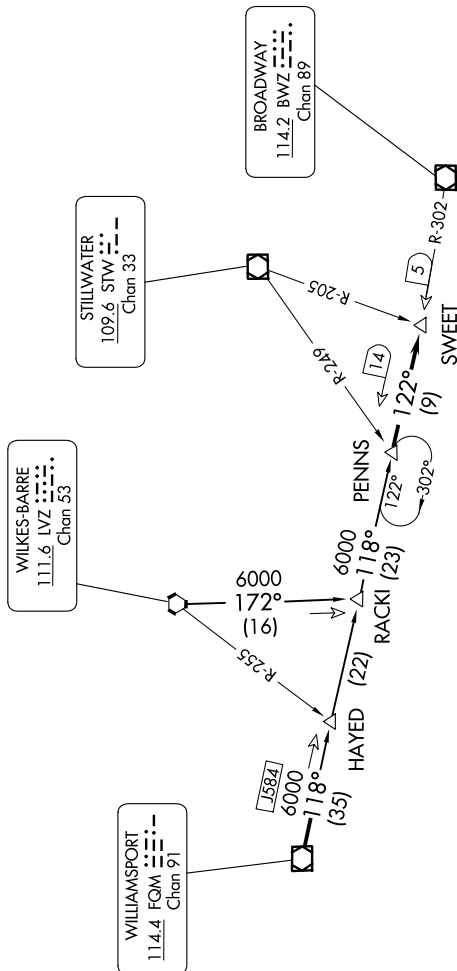 WILLIAMSPORT
114.4 FQM
Chan 91
WILKES-BARRE
111.6 LVZ
Chan 53
STILLWATER
109.6 STW
Chan 33
BROADWAY
114.2 BWZ
Chan 89
J584
6000
118°
(35)
HAYED
R-255
(22)
6000
172°
(16)
RACKI
6000
118°
(23)
PENNS
122°
302°
R-249
R-205
14
122°
(9)
SWEET
5
R-302